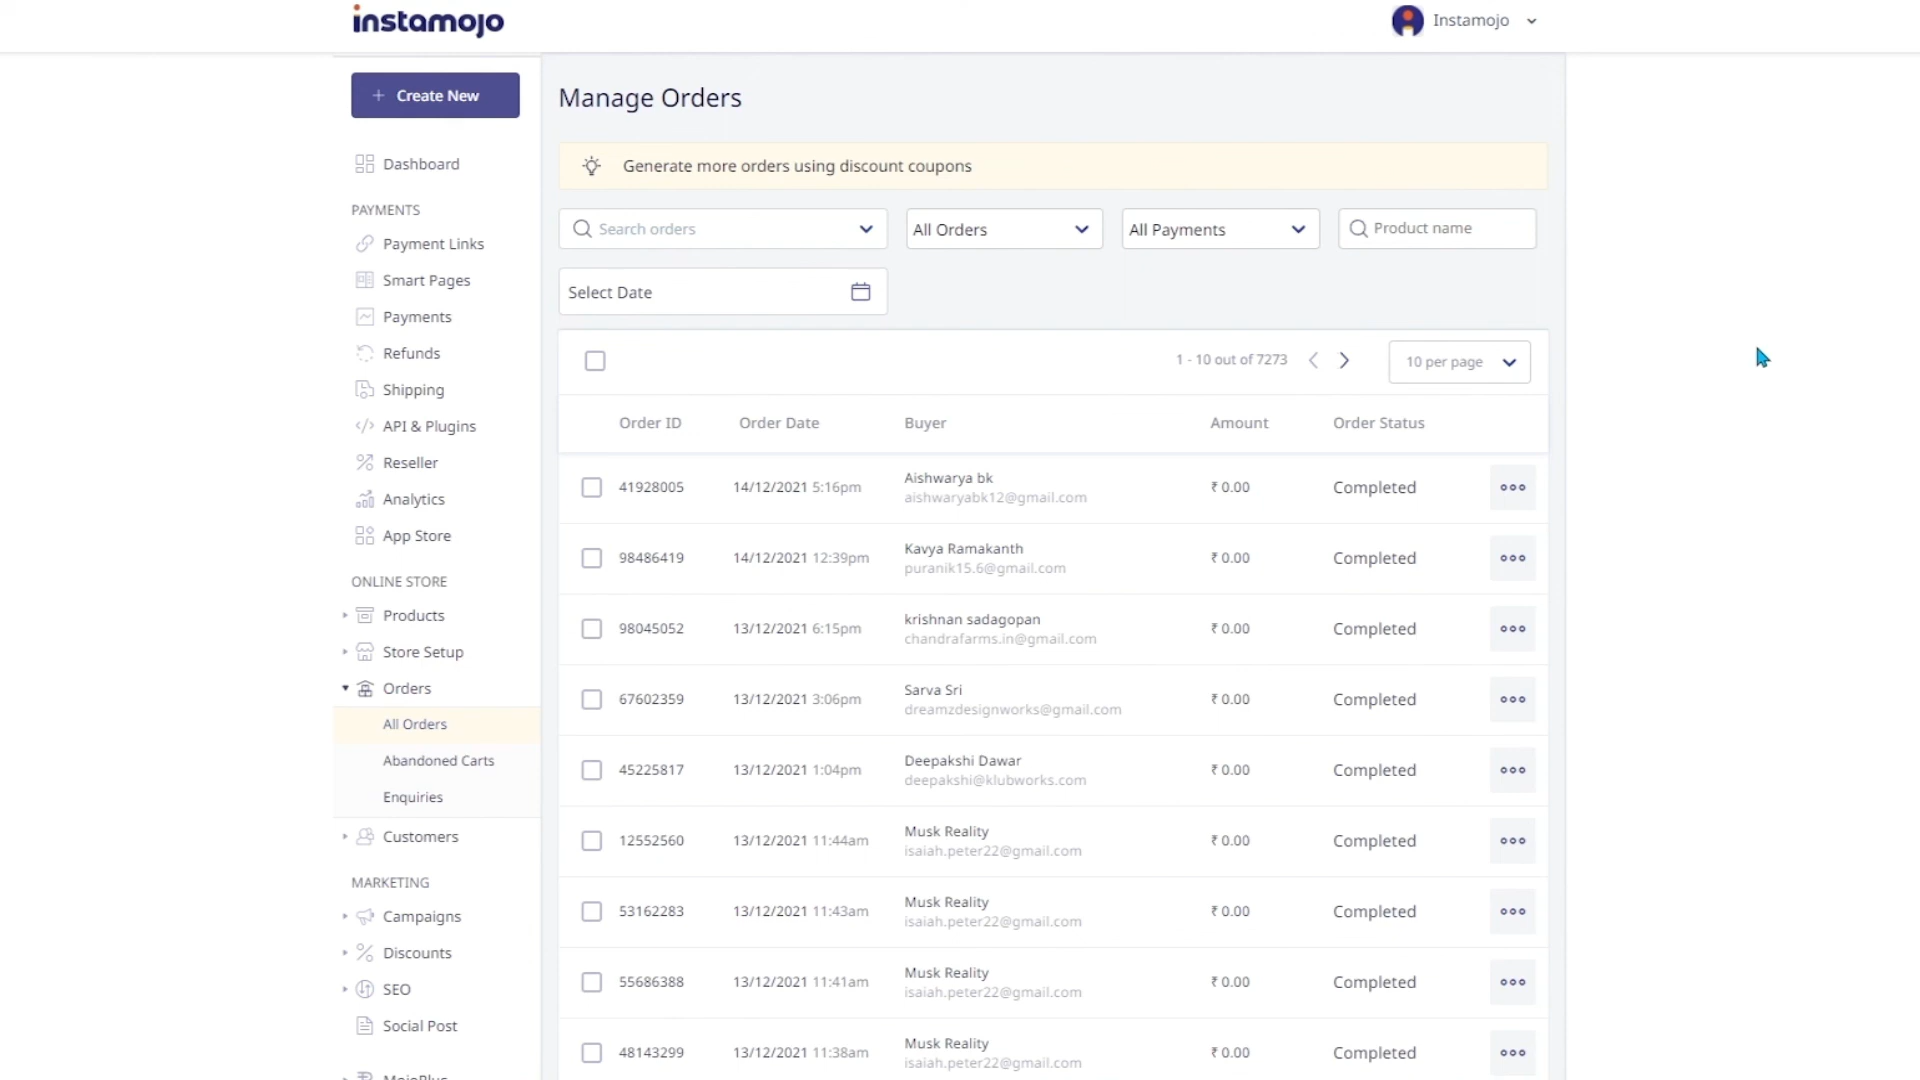 instamojo
Instamojo
+ Create New
Dashboard
PAYMENTS
Payment Links
Smart Pages
Payments
Refunds
Shipping
API & Plugins
Reseller
Analytics
App Store
ONLINE STORE
Products
Store Setup
Orders
All Orders
Abandoned Carts
Enquiries
Customers
MARKETING
Campaigns
Discounts
SEO
Social Post
MojoPlus
Manage Orders
Generate more orders using discount coupons
Search orders
All Orders
All Payments
Product name
Select Date
1 - 10 out of 7273
10 per page
Order ID Order Date Buyer Amount Order Status
41928005 14/12/2021 5:16pm Aishwarya bk ₹ 0.00 Completed
aishwaryabk12@gmail.com
98486419 14/12/2021 12:39pm Kavya Ramakanth ₹ 0.00 Completed
puranik15.6@gmail.com
98045052 13/12/2021 6:15pm krishnan sadagopan ₹ 0.00 Completed
chandrafarms.in@gmail.com
67602359 13/12/2021 3:06pm Sarva Sri ₹ 0.00 Completed
dreamzdesignworks@gmail.com
45225817 13/12/2021 1:04pm Deepakshi Dawar ₹ 0.00 Completed
deepakshi@klubworks.com
12552560 13/12/2021 11:44am Musk Reality ₹ 0.00 Completed
isaiah.peter22@gmail.com
53162283 13/12/2021 11:43am Musk Reality ₹ 0.00 Completed
isaiah.peter22@gmail.com
55686388 13/12/2021 11:41am Musk Reality ₹ 0.00 Completed
isaiah.peter22@gmail.com
48143299 13/12/2021 11:38am Musk Reality ₹ 0.00 Completed
isaiah.peter22@gmail.com